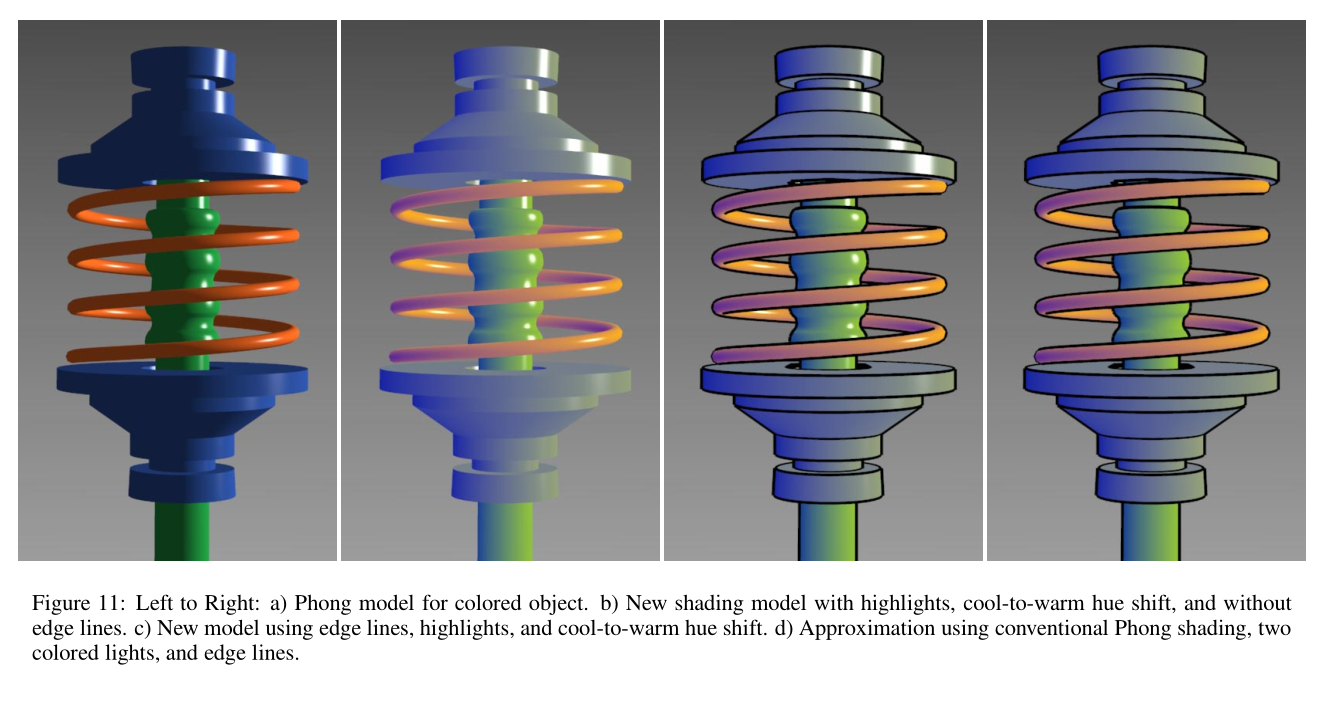 Figure 11: Left to Right: a) Phong model for colored object. b) New shading model with highlights, cool-to-warm hue shift, and without
edge lines. c) New model using edge lines, highlights, and cool-to-warm hue shift. d) Approximation using conventional Phong shading, two
colored lights, and edge lines.